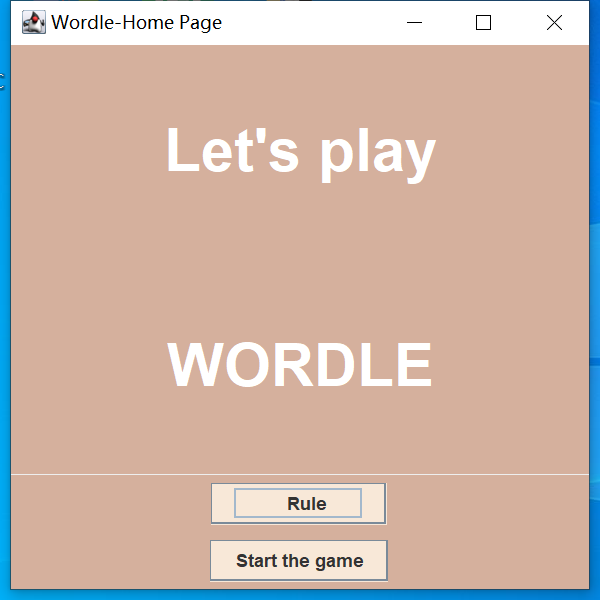 Wordle-Home Page
Let's play
WORDLE
Rule
Start the game